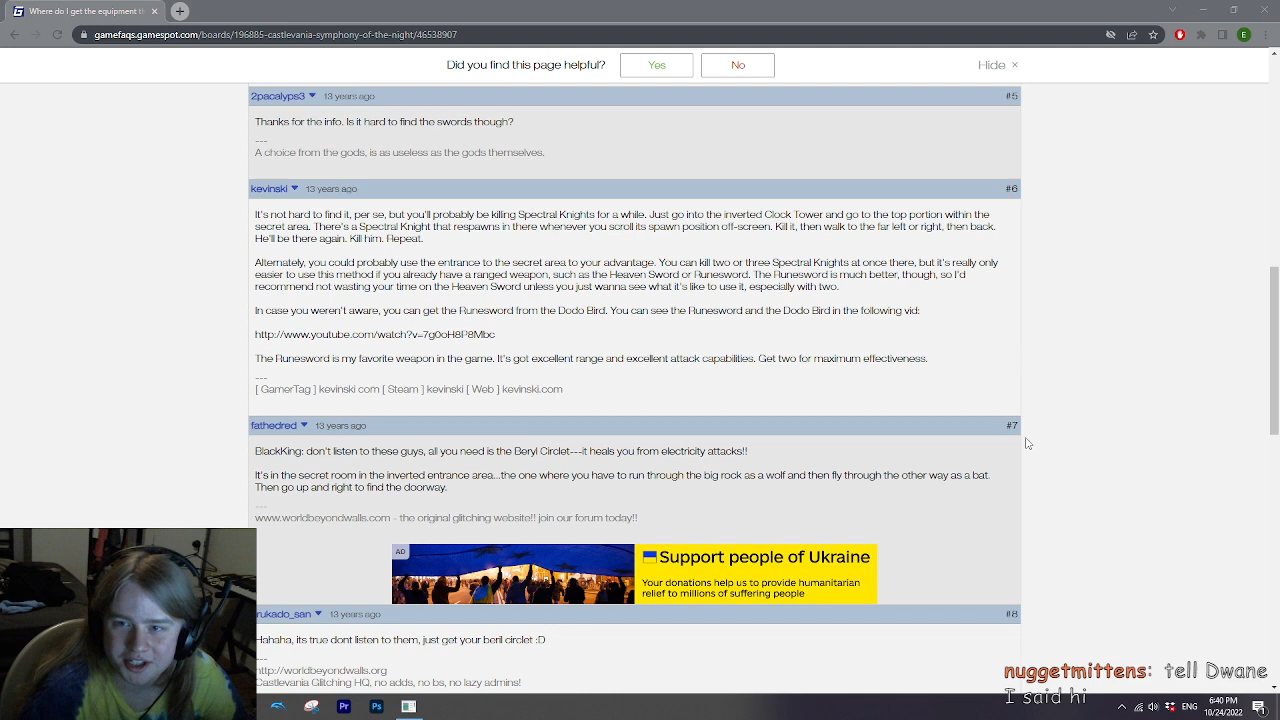 Where do I get the equipment th
gamefaqs.gamespot.com/boards/196885-castlevania-symphony-of-the-night/46538907
E
Did you find this page helpful? Yes No Hide ×
2pacalyps3 13 years ago #5
Thanks for the info. Is it hard to find the swords though?
---
A choice from the gods, is as useless as the gods themselves.
kevinski 13 years ago #6
It's not hard to find it, per se, but you'll probably be killing Spectral Knights for a while. Just go into the inverted Clock Tower and go to the top portion within the
secret area. There's a Spectral Knight that respawns in there whenever you scroll its spawn position off-screen. Kill it, then walk to the far left or right, then back.
He'll be there again. Kill him. Repeat.
Alternately, you could probably use the entrance to the secret area to your advantage. You can kill two or three Spectral Knights at once there, but it's really only
easier to use this method if you already have a ranged weapon, such as the Heaven Sword or Runesword. The Runesword is much better, though, so I'd
recommend not wasting your time on the Heaven Sword unless you just wanna see what it's like to use it, especially with two.
In case you weren't aware, you can get the Runesword from the Dodo Bird. You can see the Runesword and the Dodo Bird in the following vid:
http://www.youtube.com/watch?v=7g0oH8P8Mbc
The Runesword is my favorite weapon in the game. It's got excellent range and excellent attack capabilities. Get two for maximum effectiveness.
---
[ GamerTag ] kevinski com [ Steam ] kevinski [ Web ] kevinski.com
fathedred 13 years ago #7
BlackKing: don't listen to these guys, all you need is the Beryl Circlet---it heals you from electricity attacks!!
It's in the secret room in the inverted entrance area...the one where you have to run through the big rock as a wolf and then fly through the other way as a bat.
Then go up and right to find the doorway.
---
www.worldbeyondwalls.com - the original glitching website!! join our forum today!!
AD
Support people of Ukraine
Your donations help us to provide humanitarian
relief to millions of suffering people
rukado_san 13 years ago #8
Hahaha, its true dont listen to them, just get your beril circlet :D
---
http://worldbeyondwalls.org
Castlevania Glitching HQ, no adds, no bs, no lazy admins!
nuggetmittens: tell Dwane
I said hi
Pr Ps
6:40 PM
10/24/2022